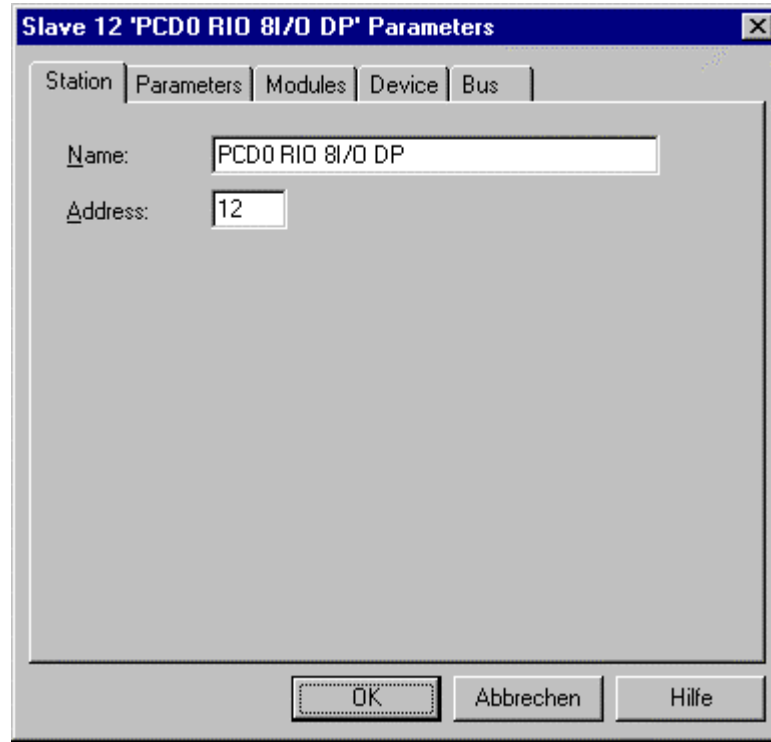 Slave 12 'PCD0 RIO 8I/O DP' Parameters
Station Parameters Modules Device Bus
Name: PCD0 RIO 8I/O DP
Address: 12
OK Abbrechen Hilfe